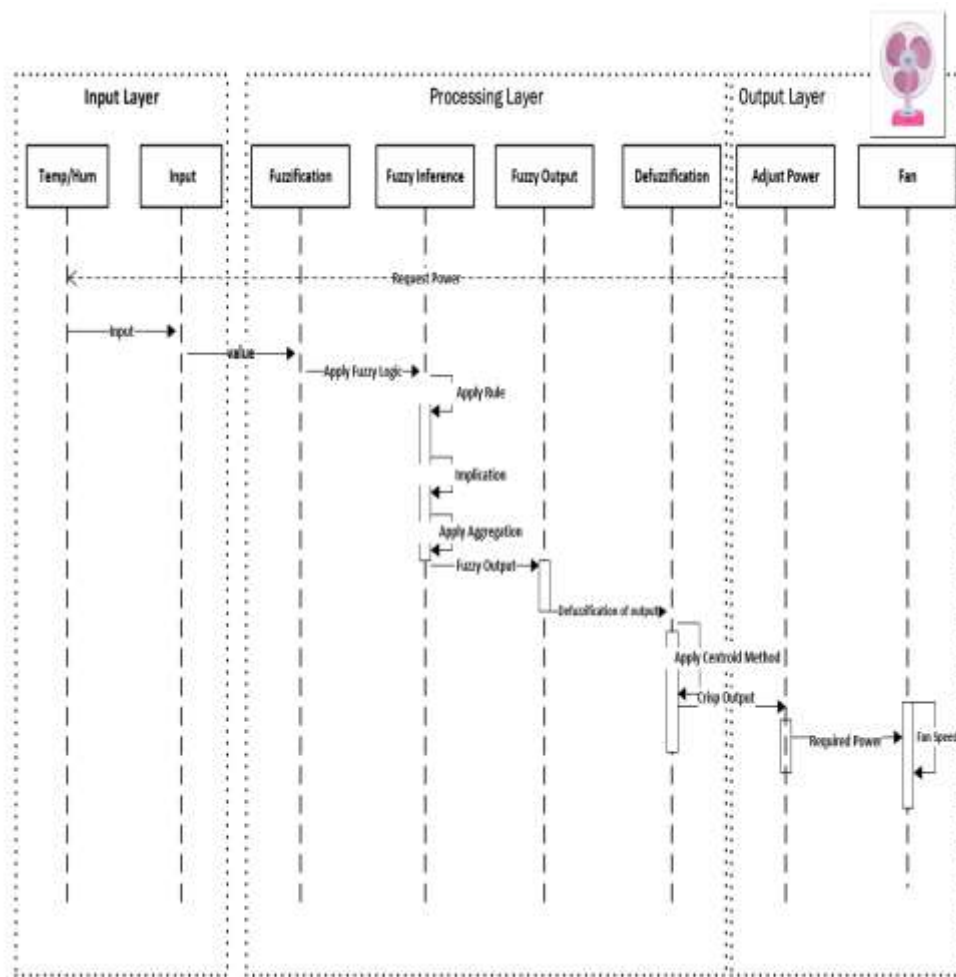 Input Layer
Processing Layer
Output Layer
Temp/Hum
Input
Fuzzification
Fuzzy Inference
Fuzzy Output
Defuzzification
Adjust Power
Fan
Request Power
Input
value
Apply Fuzzy Logic
Apply Rule
Implication
Apply Aggregation
Fuzzy Output
Defuzzification of output
Apply Centroid Method
Crisp Output
Required Power
Fan Speed